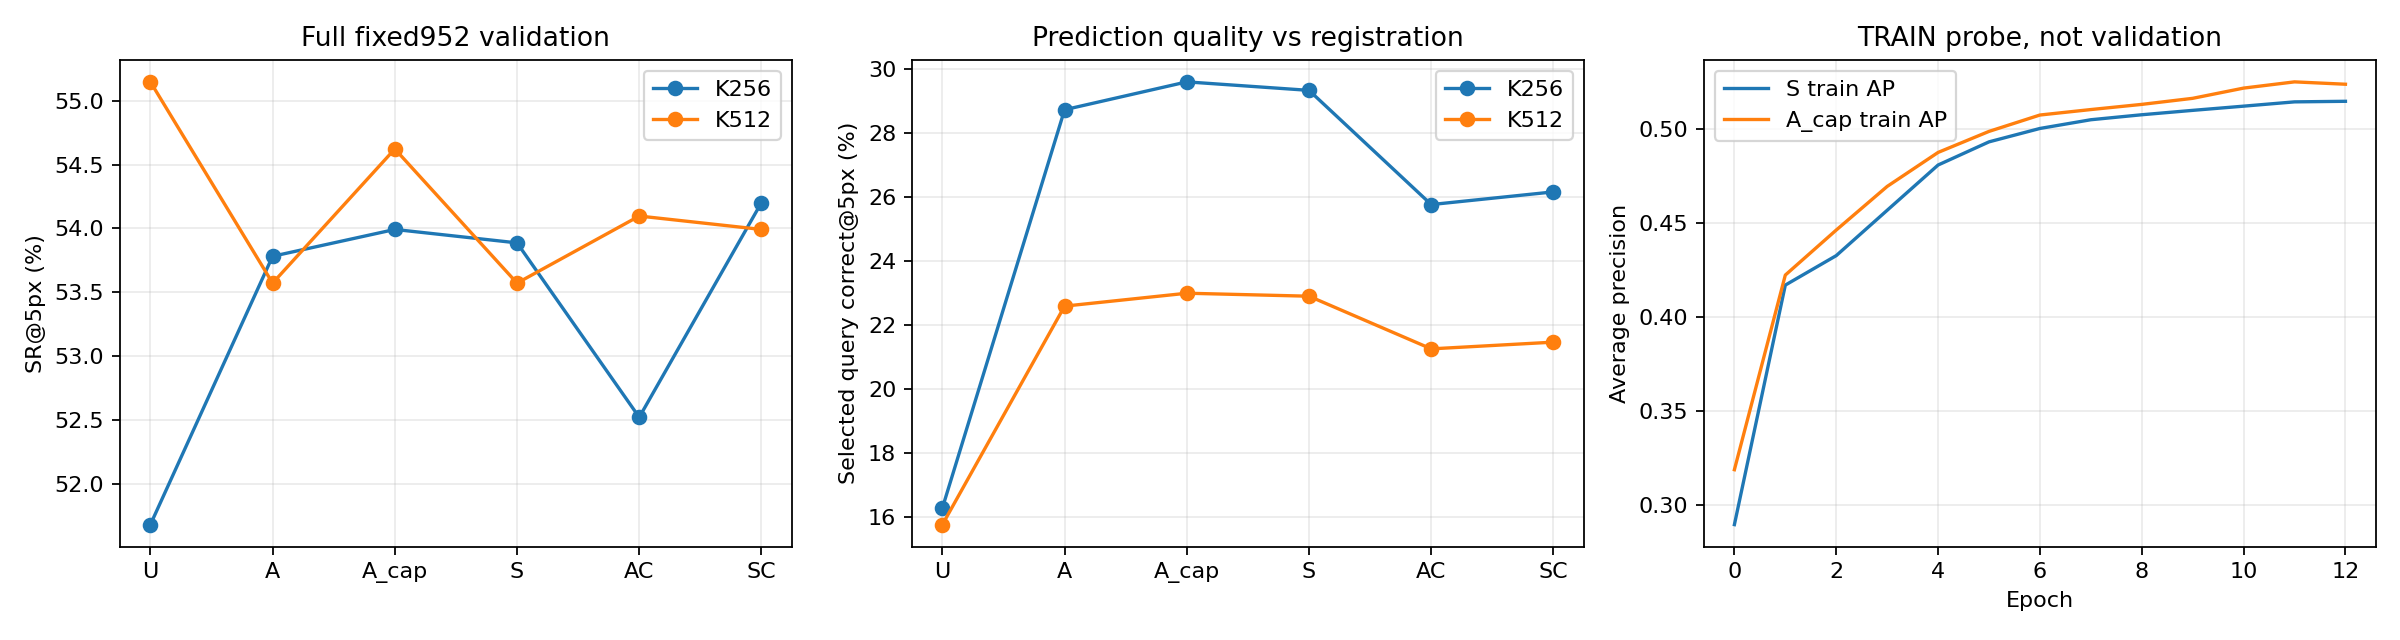 Full fixed952 validation
SR@5px (%)
55.0
54.5
54.0
53.5
53.0
52.5
52.0
U A A_cap S AC SC
K256
K512
Prediction quality vs registration
Selected query correct@5px (%)
30
28
26
24
22
20
18
16
U A A_cap S AC SC
K256
K512
TRAIN probe, not validation
Average precision
0.50
0.45
0.40
0.35
0.30
0 2 4 6 8 10 12
Epoch
S train AP
A_cap train AP